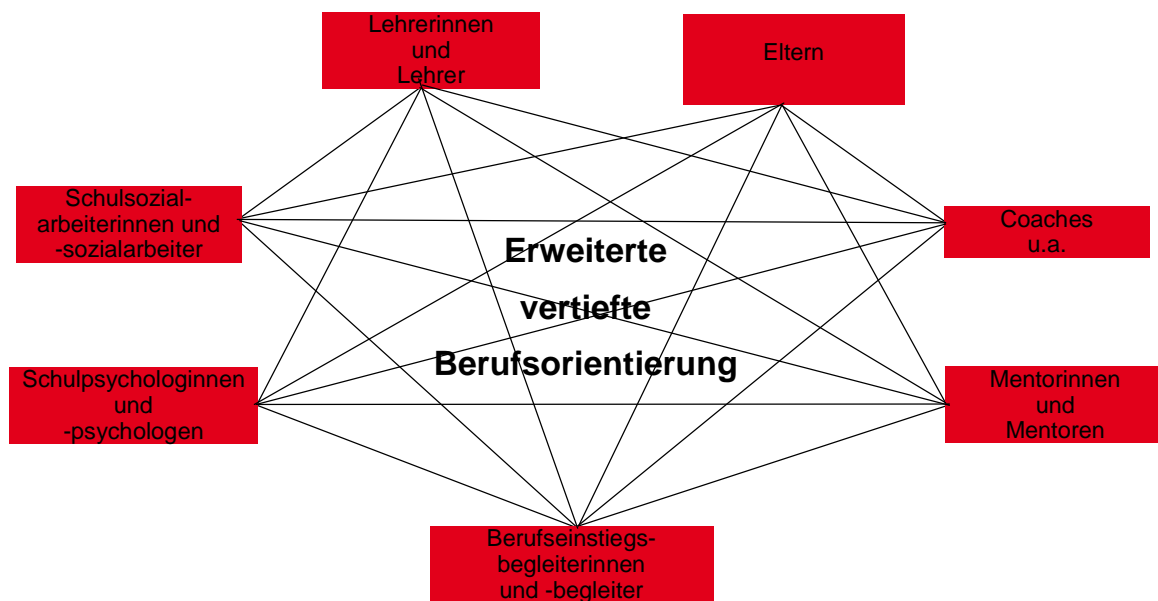 Lehrerinnen
und
Lehrer
Eltern
Schulsozial-
arbeiterinnen und
-sozialarbeiter
Coaches
u.a.
Erweiterte
vertiefte
Berufsorientierung
Schulpsychologinnen
und
-psychologen
Mentorinnen
und
Mentoren
Berufseinstiegs-
begleiterinnen
und -begleiter